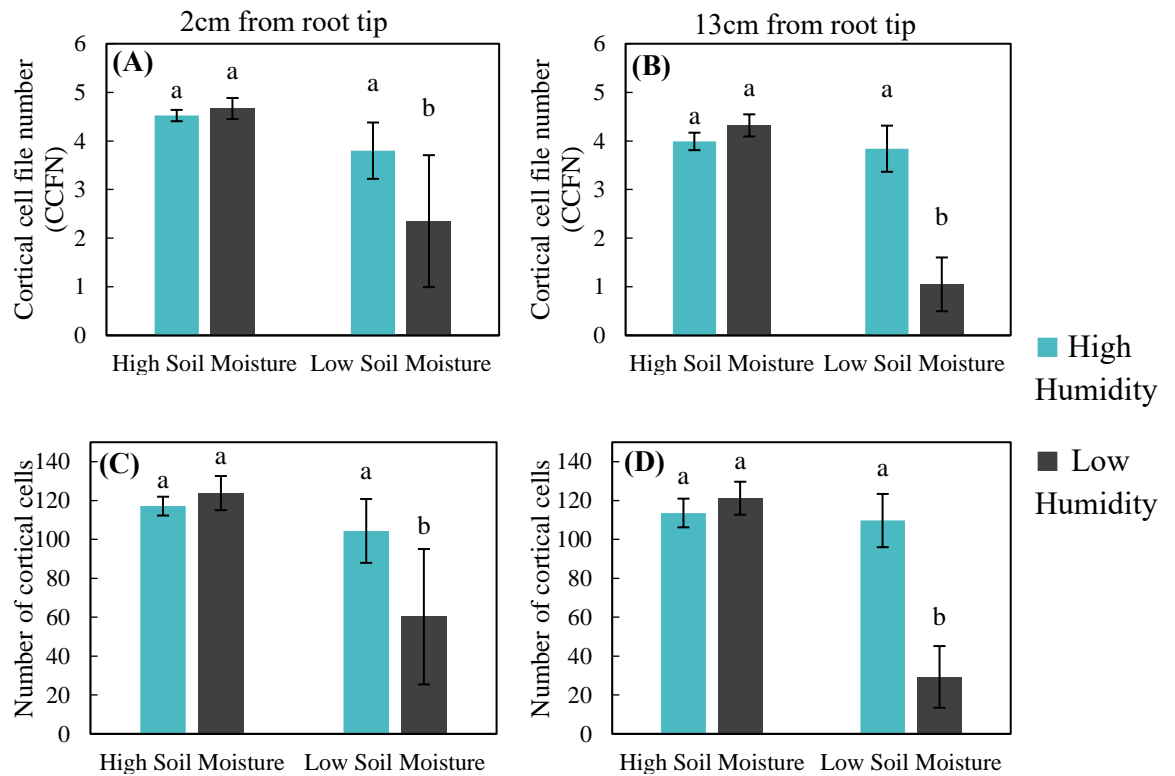 2cm from root tip
13cm from root tip
(A)
Cortical cell file number
(CCFN)
6
5
4
3
2
1
0
a
a
a
b
High Soil Moisture
Low Soil Moisture
(B)
Cortical cell file number
(CCFN)
6
5
4
3
2
1
0
a
a
a
b
High Soil Moisture
Low Soil Moisture
High
Humidity
Low
Humidity
(C)
Number of cortical cells
140
120
100
80
60
40
20
0
a
a
a
b
High Soil Moisture
Low Soil Moisture
(D)
Number of cortical cells
140
120
100
80
60
40
20
0
a
a
a
b
High Soil Moisture
Low Soil Moisture